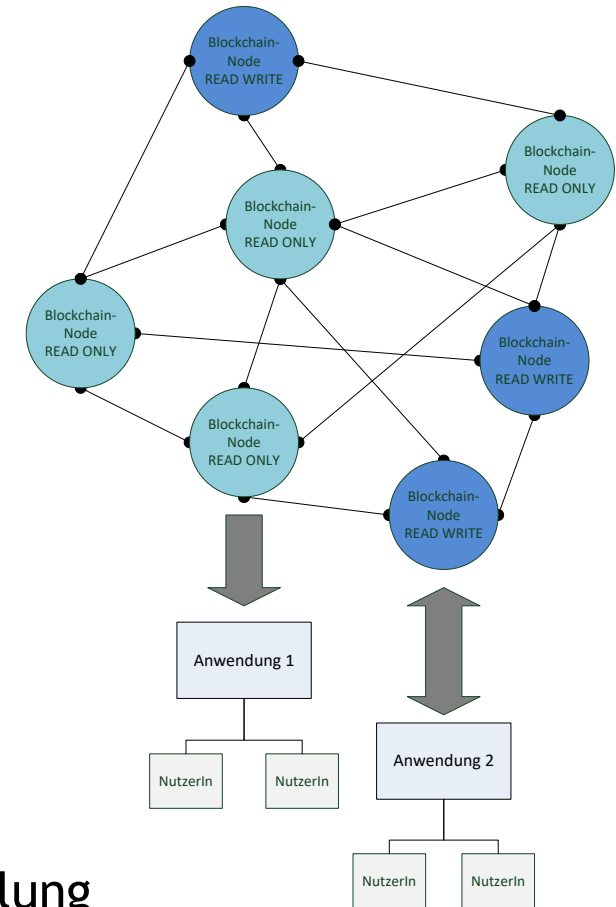 Blockchain-
Node
READ WRITE
Blockchain-
Node
READ ONLY
Blockchain-
Node
READ ONLY
Blockchain-
Node
READ ONLY
Blockchain-
Node
READ WRITE
Blockchain-
Node
READ ONLY
Blockchain-
Node
READ WRITE
Anwendung 1
NutzerIn
NutzerIn
Anwendung 2
NutzerIn
NutzerIn
lung